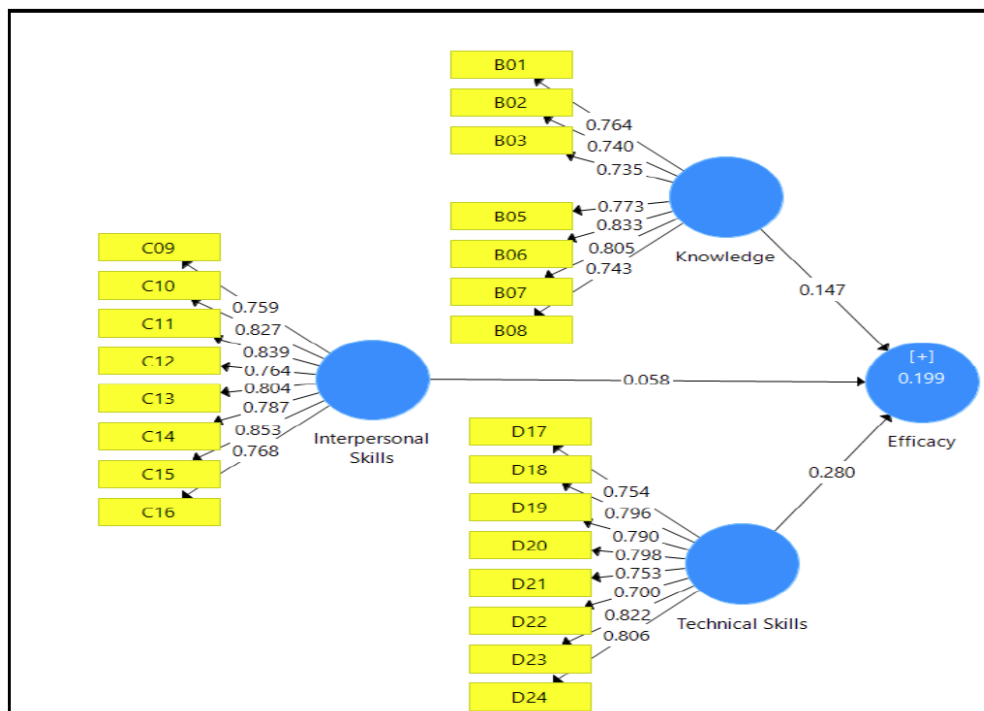 B01
B02
B03
B05
B06
B07
B08
0.764
0.740
0.735
0.773
0.833
0.805
0.743
Knowledge
0.147
C09
C10
C11
C12
C13
C14
C15
C16
0.759
0.827
0.839
0.764
0.804
0.787
0.853
0.768
Interpersonal
Skills
0.058
[+]
0.199
Efficacy
D17
D18
D19
D20
D21
D22
D23
D24
0.754
0.796
0.790
0.798
0.753
0.700
0.822
0.806
Technical Skills
0.280